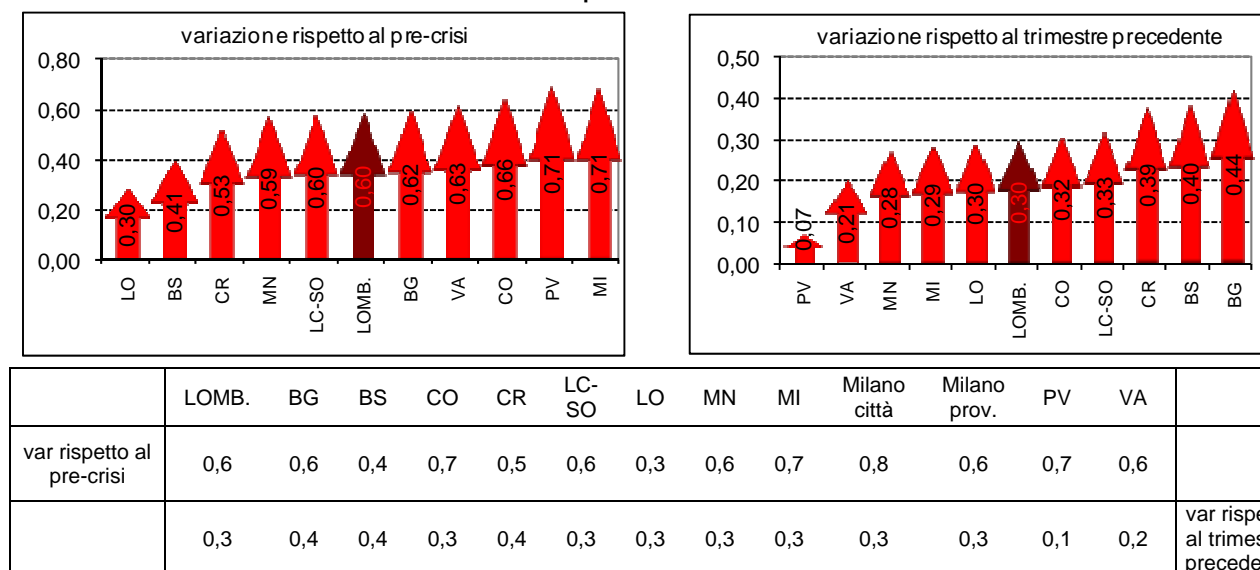 variazione rispetto al pre-crisi
0,80
0,60
0,40
0,20
0,00
0,30 0,41 0,53 0,59 0,60 0,60 0,62 0,63 0,66 0,71 0,71
LO BS CR MN LC-SO LOMB. BG VA CO PV MI
variazione rispetto al trimestre precedente
0,50
0,40
0,30
0,20
0,10
0,00
0,07 0,21 0,28 0,29 0,30 0,30 0,32 0,33 0,39 0,40 0,44
PV VA MN MI LO LOMB. CO LC-SO CR BS BG
LOMB. BG BS CO CR LC-SO LO MN MI Milano città Milano prov. PV VA
var rispetto al pre-crisi 0,6 0,6 0,4 0,7 0,5 0,6 0,3 0,6 0,7 0,8 0,6 0,7 0,6
0,3 0,4 0,4 0,3 0,4 0,3 0,3 0,3 0,3 0,3 0,3 0,1 0,2
al